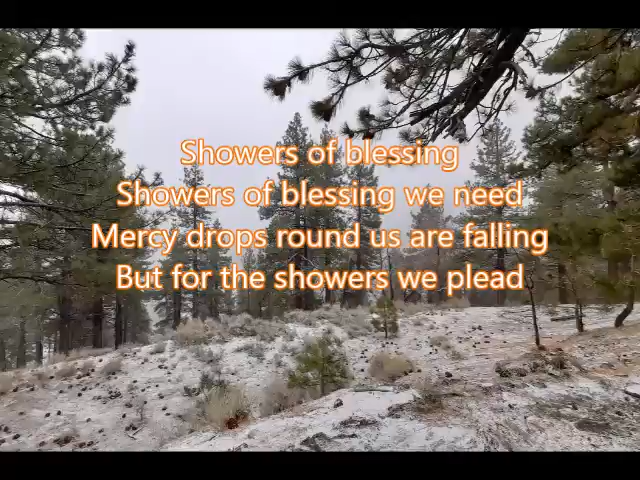 Showers of blessing
Showers of blessing we need
Mercy drops round us are falling
But for the showers we plead